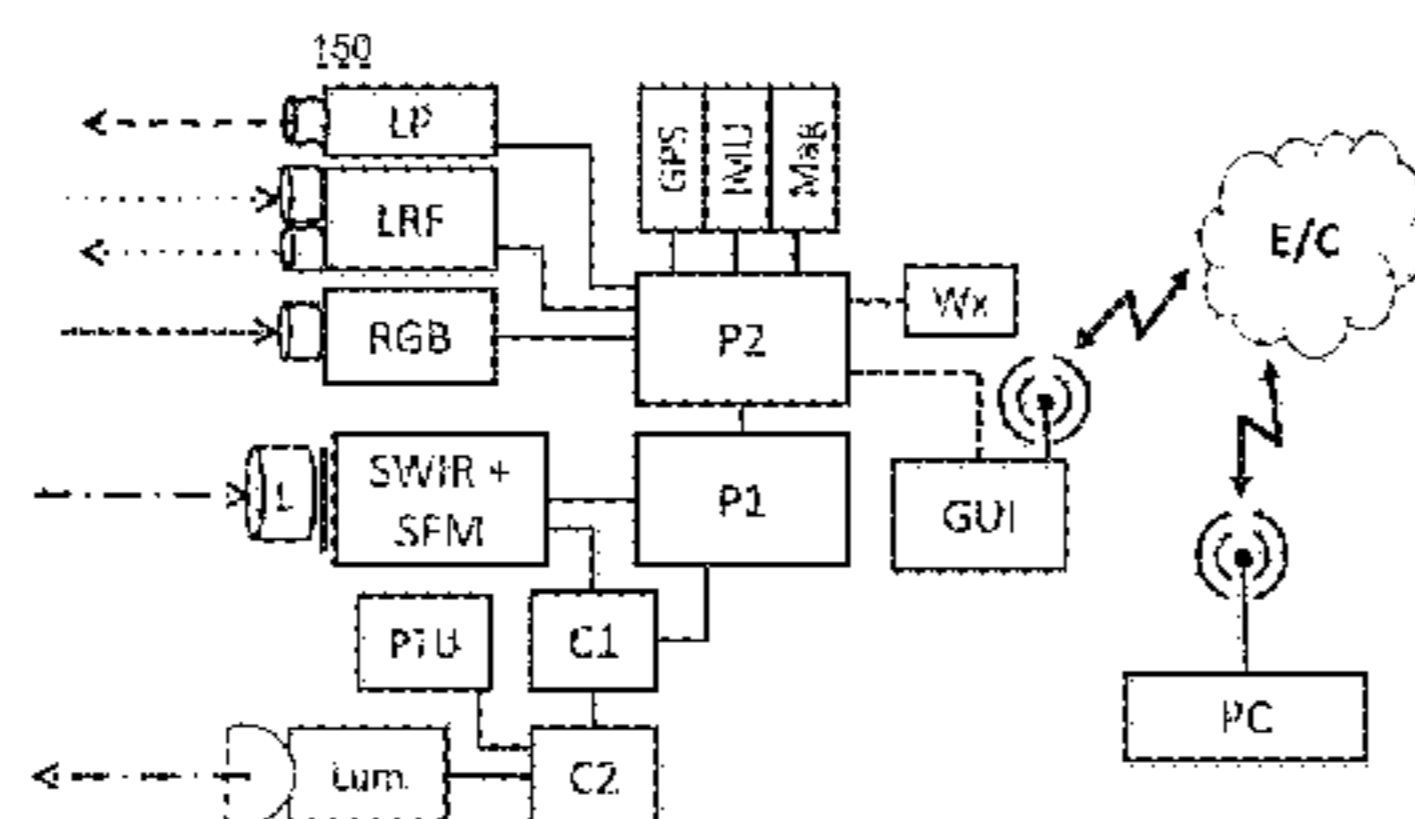 150
LP
LRF
RGB
GPS
IMU
Mag
P2
Wx
E/C
L
SWIR +
SFM
P1
GUI
PTU
C1
PC
Lum.
C2